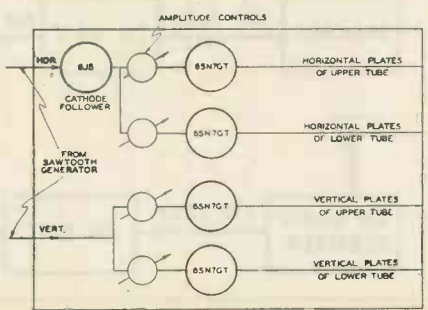 AMPLITUDE CONTROLS
HOR.
6J5
6SN7GT
HORIZONTAL PLATES
OF UPPER TUBE
CATHODE
FOLLOWER
6SN7GT
HORIZONTAL PLATES
OF LOWER TUBE
FROM
SAWTOOTH
GENERATOR
6SN7GT
VERTICAL PLATES
OF UPPER TUBE
VERT.
6SN7GT
VERTICAL PLATES
OF LOWER TUBE